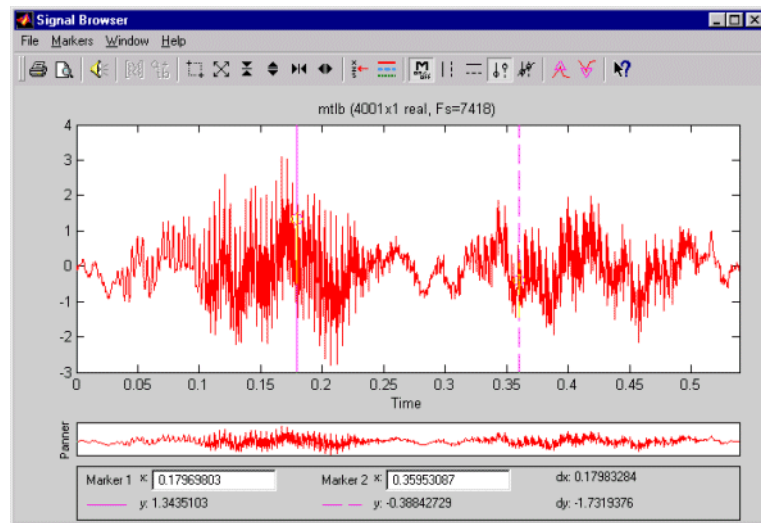 Signal Browser
File Markers Window Help
mtlb (4001x1 real, Fs=7418)
4
3
2
1
0
-1
-2
-3
0 0.05 0.1 0.15 0.2 0.25 0.3 0.35 0.4 0.45 0.5
Time
Panner
Marker 1 x: 0.17969803 Marker 2 x: 0.35953087 dx: 0.17983284
y: 1.3435103 y: -0.38842729 dy: -1.7319376